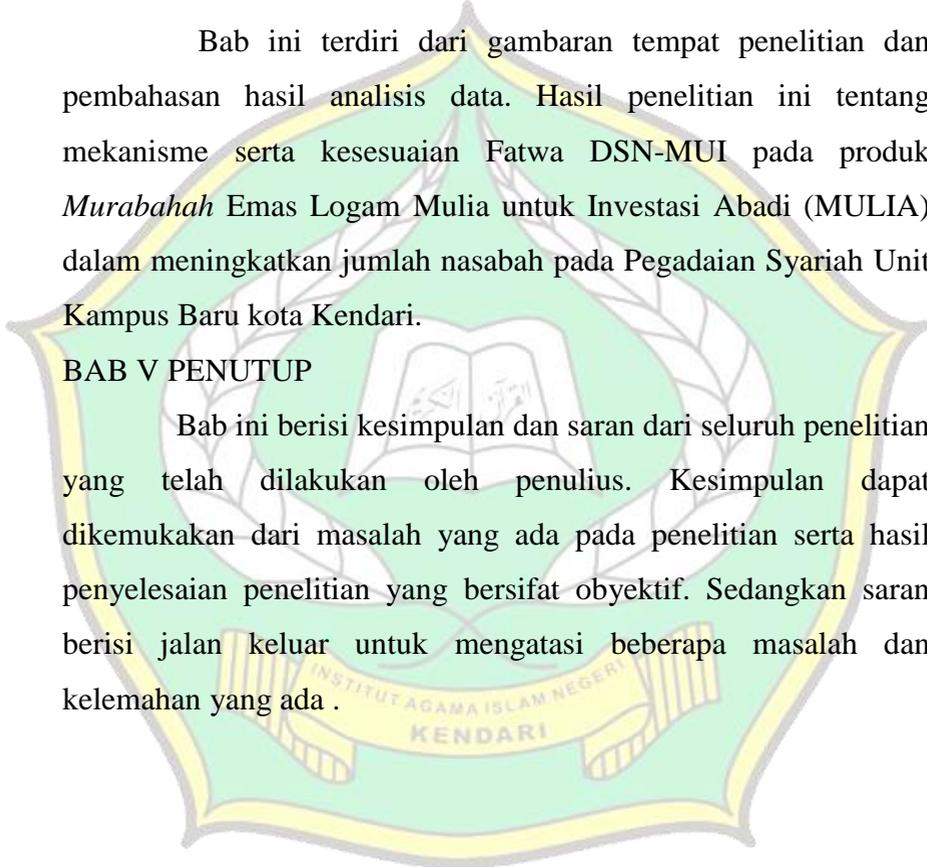 Bab ini terdiri dari gambaran tempat penelitian dan
pembahasan hasil analisis data. Hasil penelitian ini tentang
mekanisme serta kesesuaian Fatwa DSN-MUI pada produk
Murabahah Emas Logam Mulia untuk Investasi Abadi (MULIA)
dalam meningkatkan jumlah nasabah pada Pegadaian Syariah Unit
Kampus Baru kota Kendari.
BAB V PENUTUP
Bab ini berisi kesimpulan dan saran dari seluruh penelitian
yang telah dilakukan oleh penulius. Kesimpulan dapat
dikemukakan dari masalah yang ada pada penelitian serta hasil
penyelesaian penelitian yang bersifat obyektif. Sedangkan saran
berisi jalan keluar untuk mengatasi beberapa masalah dan
kelemahan yang ada .
INSTITUT AGAMA ISLAM NEGERI
KENDARI